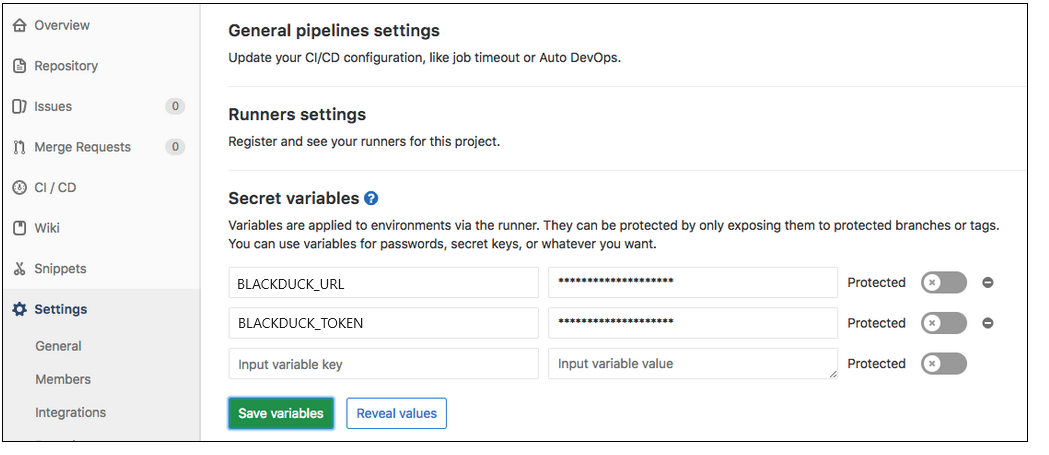 Overview
Repository
Issues 0
Merge Requests 0
CI / CD
Wiki
Snippets
Settings
General
Members
Integrations
General pipelines settings
Update your CI/CD configuration, like job timeout or Auto DevOps.
Runners settings
Register and see your runners for this project.
Secret variables ?
Variables are applied to environments via the runner. They can be protected by only exposing them to protected branches or tags.
You can use variables for passwords, secret keys, or whatever you want.
BLACKDUCK_URL ******************** Protected
BLACKDUCK_TOKEN ******************** Protected
Input variable key Input variable value Protected
Save variables Reveal values